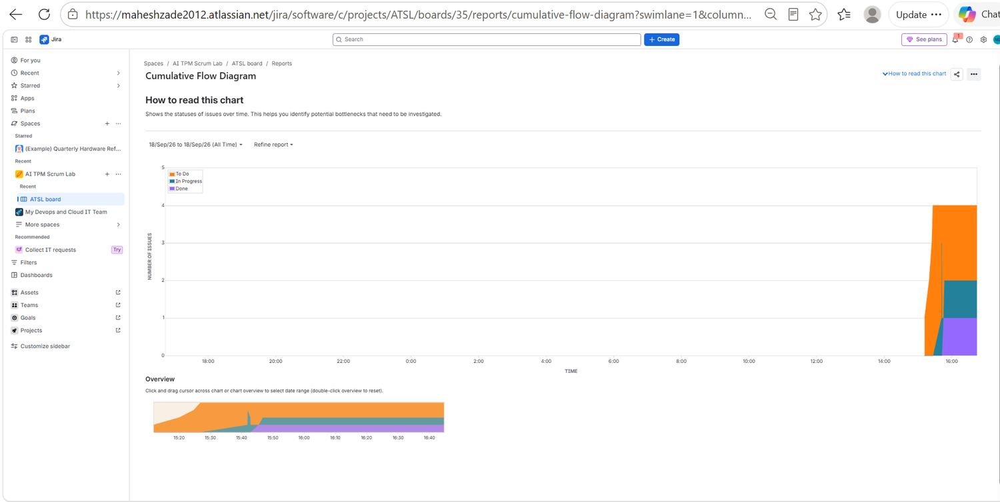 https://maheshzade2012.atlassian.net/jira/software/c/projects/ATSL/boards/35/reports/cumulative-flow-diagram?swimlane=1&column...
Update
Chat
Jira
Search
+ Create
See plans
1
For you
Recent
Starred
Apps
Plans
Spaces
Starred
(Example) Quarterly Hardware Ref...
Recent
AI TPM Scrum Lab
Recent
ATSL board
My Devops and Cloud IT Team
More spaces
Recommended
Collect IT requests
Try
Filters
Dashboards
Assets
Teams
Goals
Projects
Customize sidebar
Spaces / AI TPM Scrum Lab / ATSL board / Reports
Cumulative Flow Diagram
How to read this chart
How to read this chart
Shows the statuses of issues over time. This helps you identify potential bottlenecks that need to be investigated.
18/Sep/26 to 18/Sep/26 (All Time)
Refine report
To Do
In Progress
Done
NUMBER OF ISSUES
5
4
3
2
1
0
18:00 20:00 22:00 0:00 2:00 4:00 6:00 8:00 10:00 12:00 14:00 16:00
TIME
Overview
Click and drag cursor across chart or chart overview to select date range (double-click overview to reset).
15:20 15:30 15:40 15:50 16:00 16:10 16:20 16:30 16:40